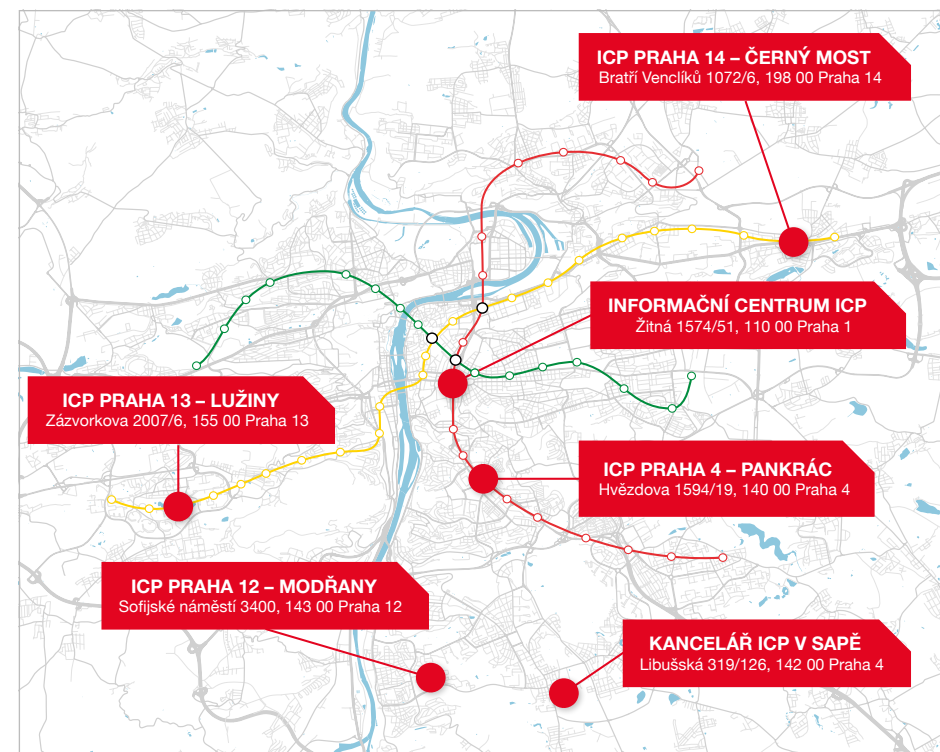 ICP PRAHA 14 – ČERNÝ MOST
Bratří Venclíků 1072/6, 198 00 Praha 14
INFORMAČNÍ CENTRUM ICP
Žitná 1574/51, 110 00 Praha 1
ICP PRAHA 13 – LUŽINY
Zázvorkova 2007/6, 155 00 Praha 13
ICP PRAHA 4 – PANKRÁC
Hvězdova 1594/19, 140 00 Praha 4
ICP PRAHA 12 – MODŘANY
Sofijské náměstí 3400, 143 00 Praha 12
KANCELÁŘ ICP V SAPĚ
Libušská 319/126, 142 00 Praha 4